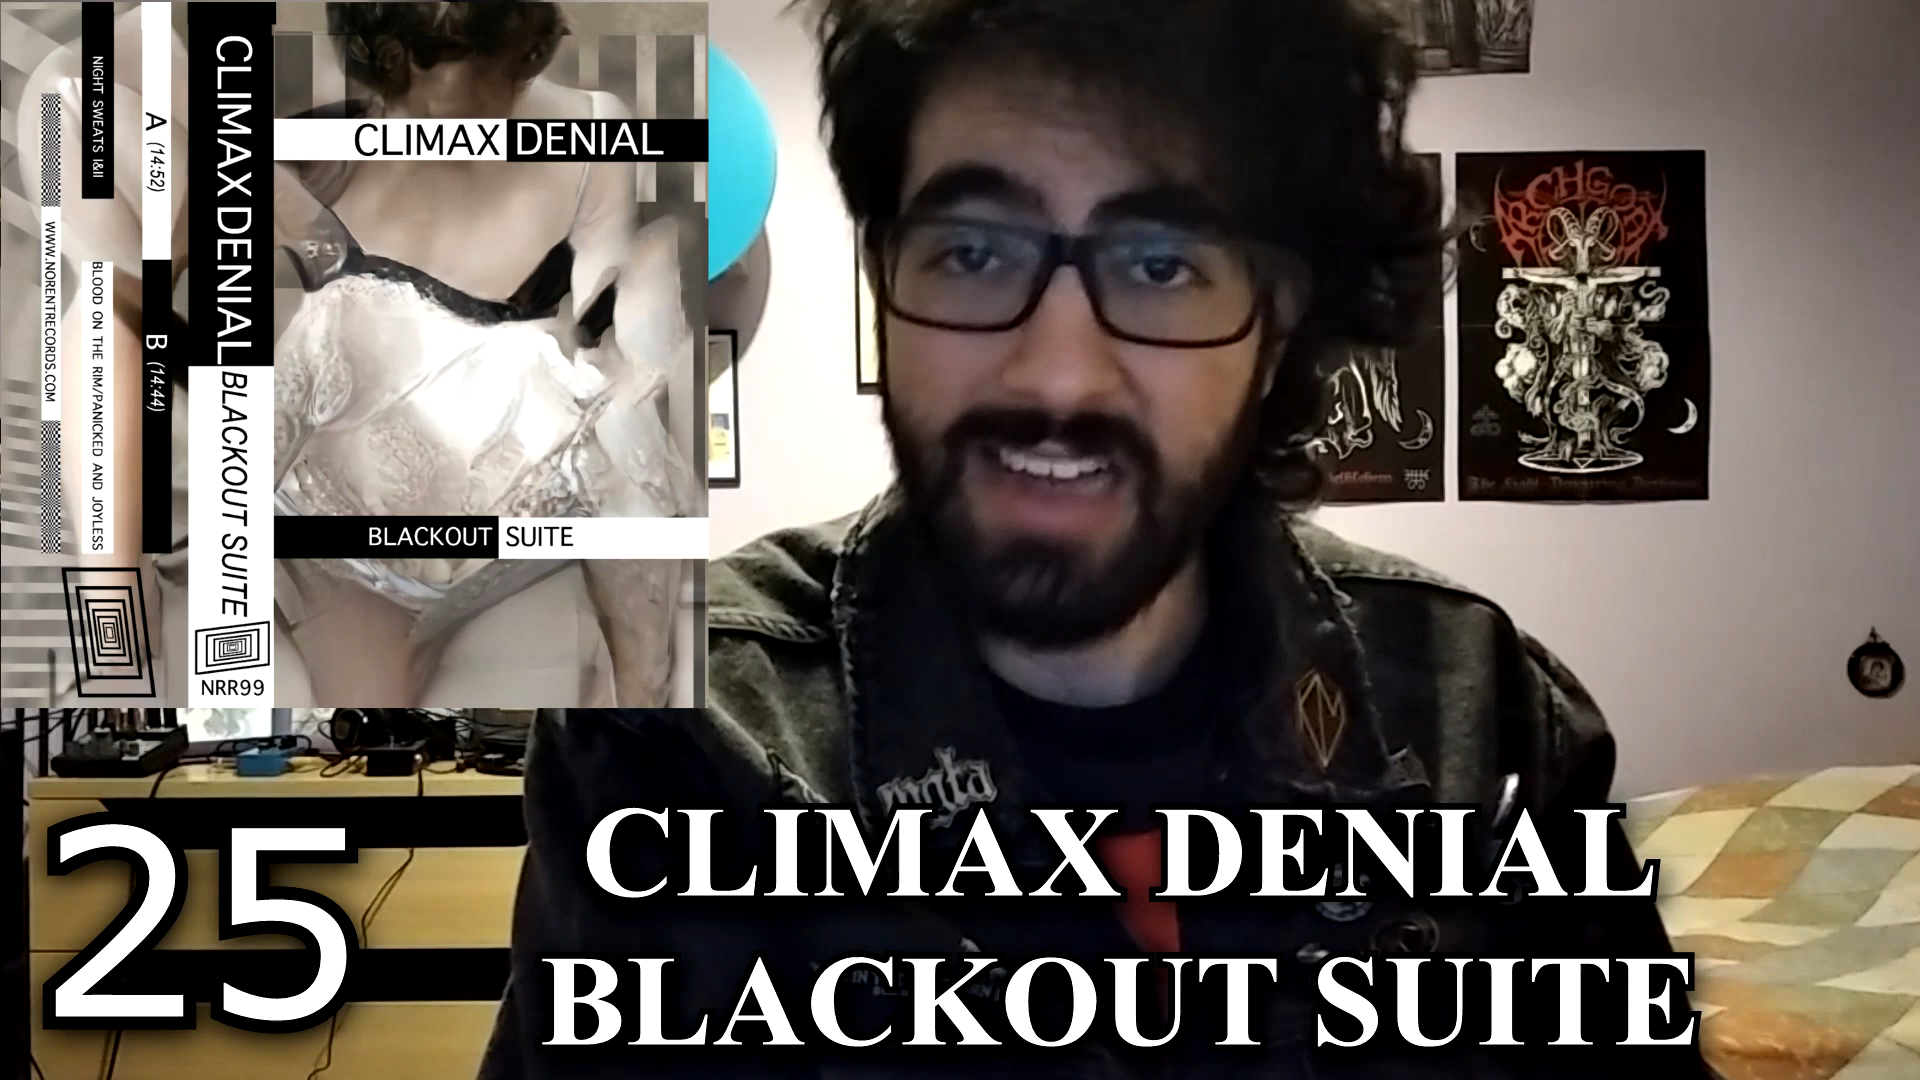 NIGHT SWEATS I&II
BLOOD ON THE RIM/PANICKED AND JOYLESS
WWW.NORENTRECORDS.COM
A (14:52)
B (14:44)
CLIMAX DENIAL BLACKOUT SUITE
NRR99
CLIMAX DENIAL
BLACKOUT SUITE
mgła
25
CLIMAX DENIAL
BLACKOUT SUITE